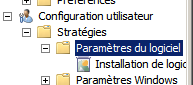 Préférences
Configuration utilisateur
Stratégies
Paramètres du logiciel
Installation de logic
Paramètres Windows